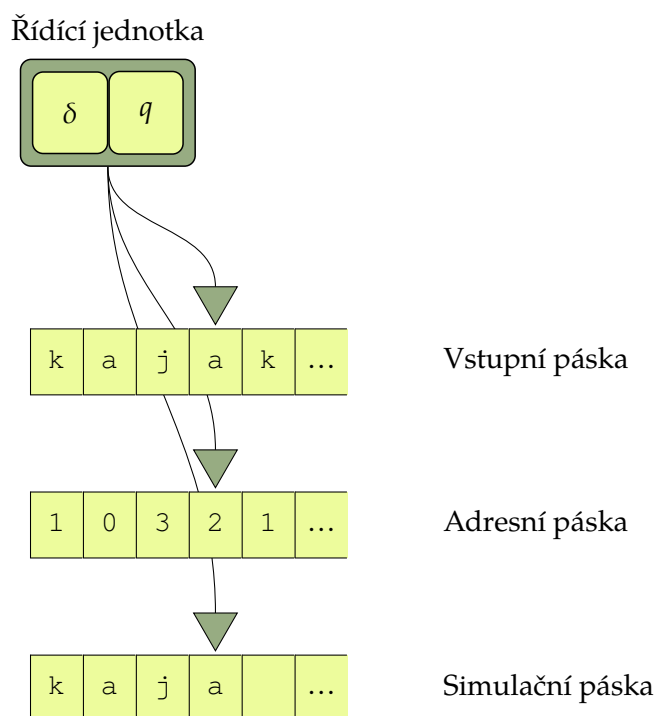 Řídící jednotka
δ q
k a j a k ... Vstupní páska
1 0 3 2 1 ... Adresní páska
k a j a ... Simulační páska